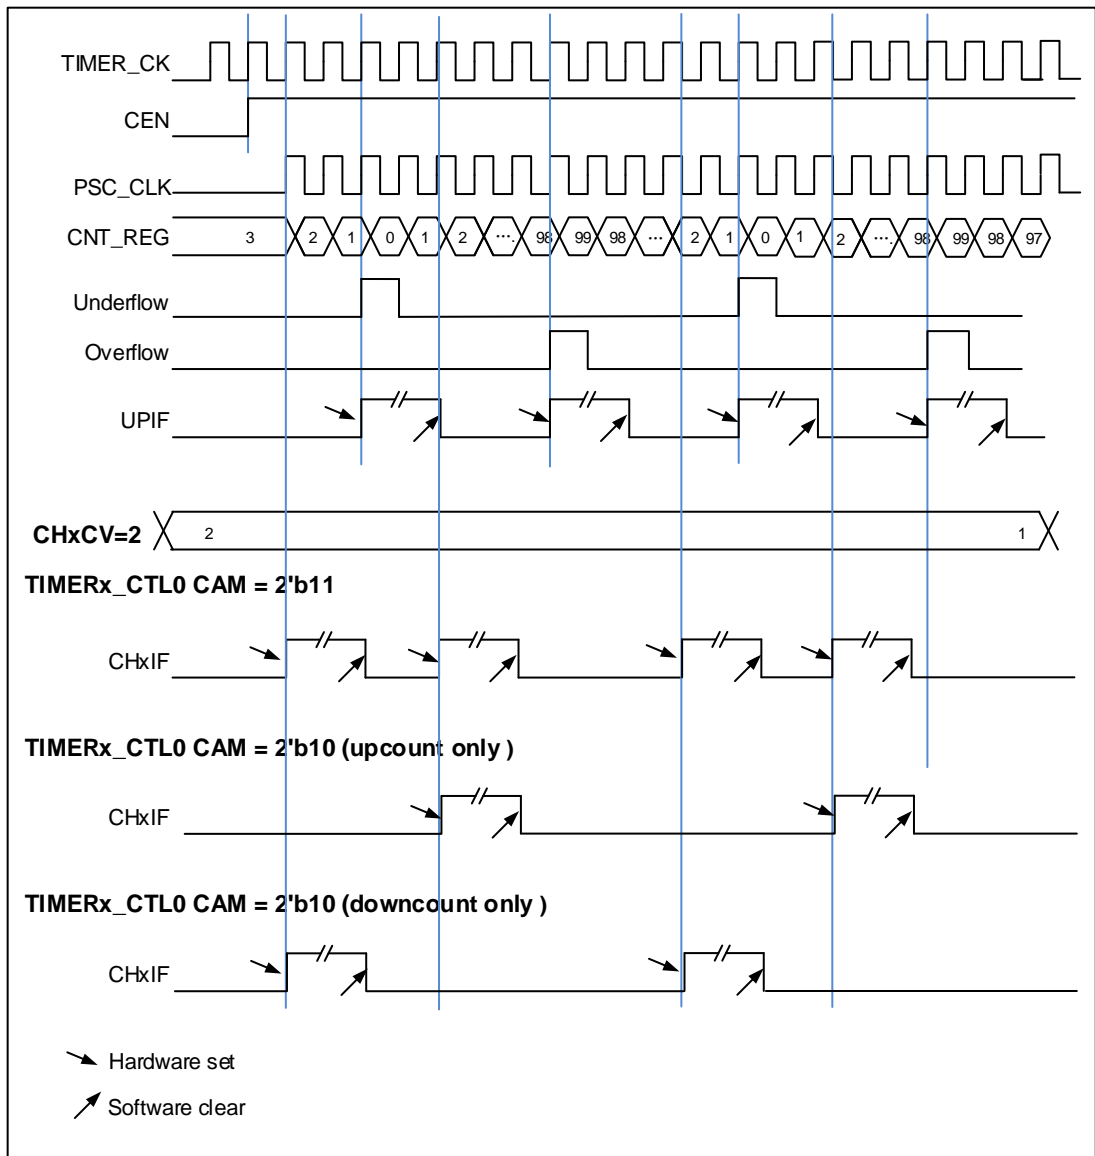 TIMER_CK
CEN
PSC_CLK
CNT_REG 3 2 1 0 1 2 .... 98 99 98 ... 2 1 0 1 2 .... 98 99 98 97
Underflow
Overflow
UPIF
CHxCV=2 2 1
TIMERx_CTL0 CAM = 2'b11
CHxIF
TIMERx_CTL0 CAM = 2'b10 (upcount only )
CHxIF
TIMERx_CTL0 CAM = 2'b10 (downcount only )
CHxIF
Hardware set
Software clear